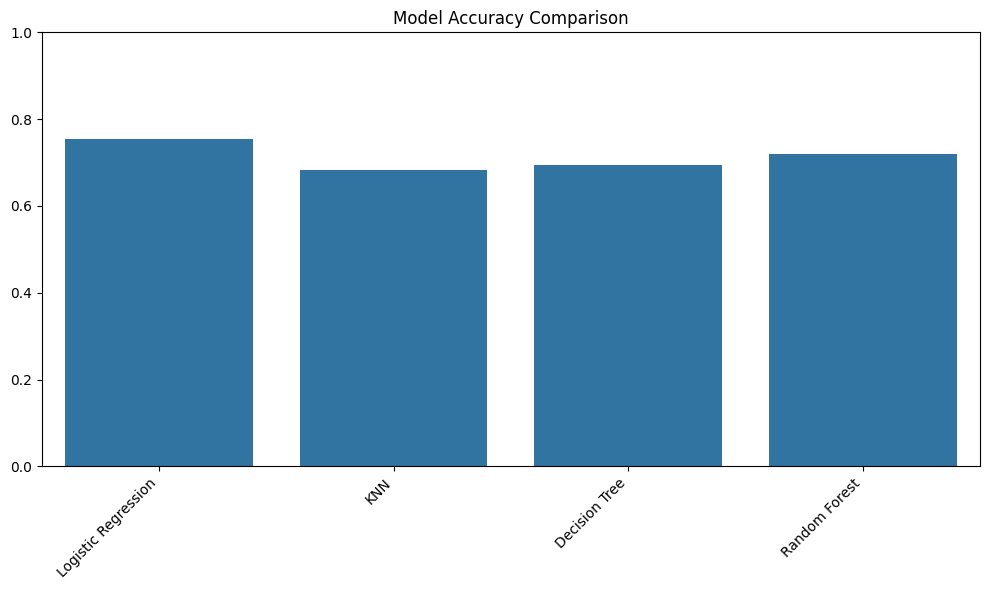 Model Accuracy Comparison
1.0
0.8
0.6
0.4
0.2
0.0
Logistic Regression
KNN
Decision Tree
Random Forest